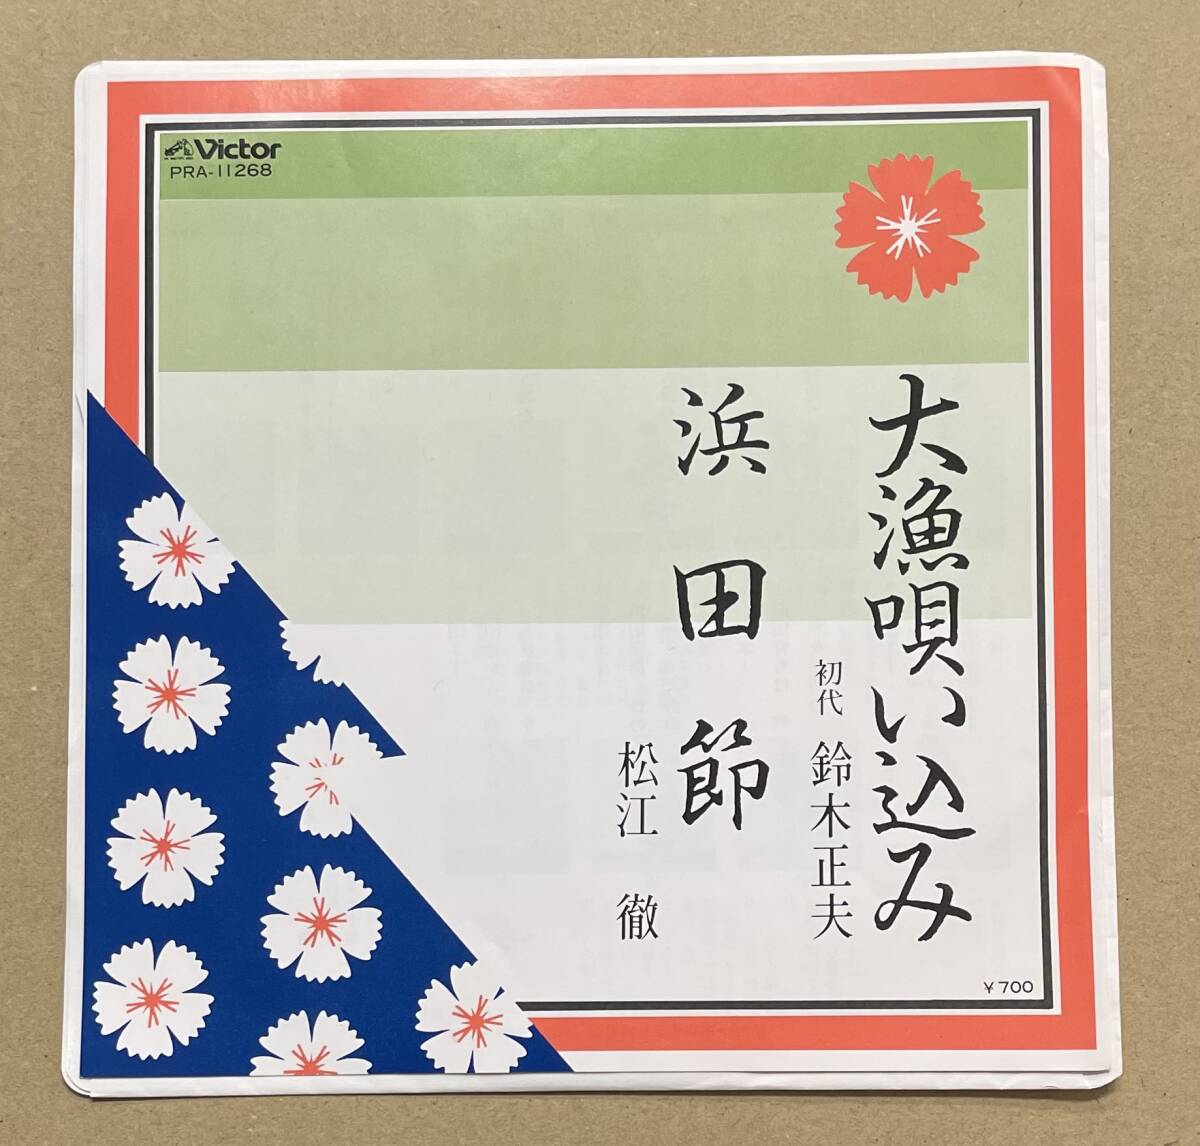 Victor
PRA-11268
大漁唄い込み
初代 鈴木正夫
浜田節
松江 徹
¥700